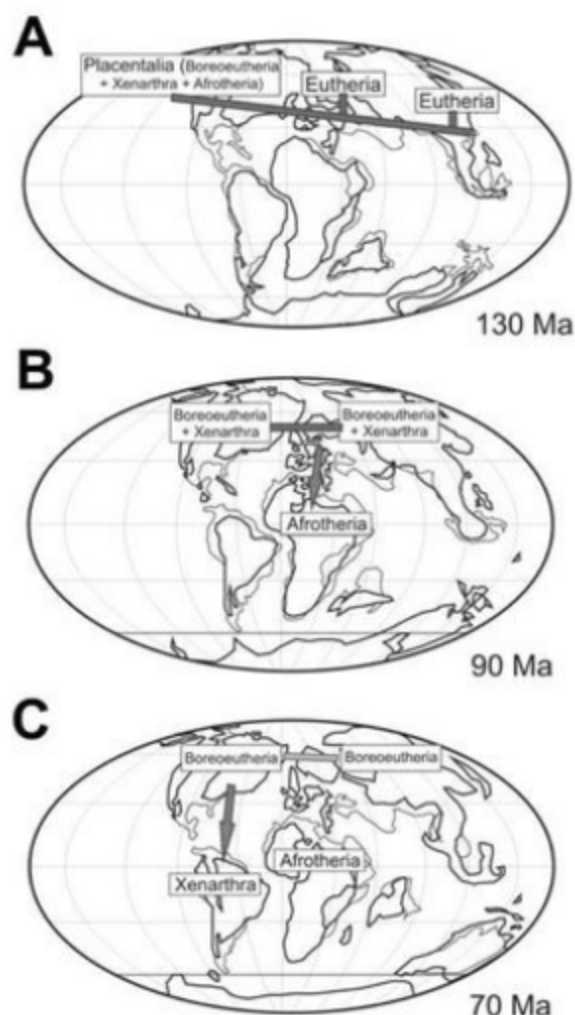 A
Placentalia (Boreoeutheria
+ Xenarthra + Afrotheria)
Eutheria
Eutheria
130 Ma
B
Boreoeutheria
+ Xenarthra
Boreoeutheria
+ Xenarthra
Afrotheria
90 Ma
C
Boreoeutheria
Boreoeutheria
Afrotheria
Xenarthra
70 Ma